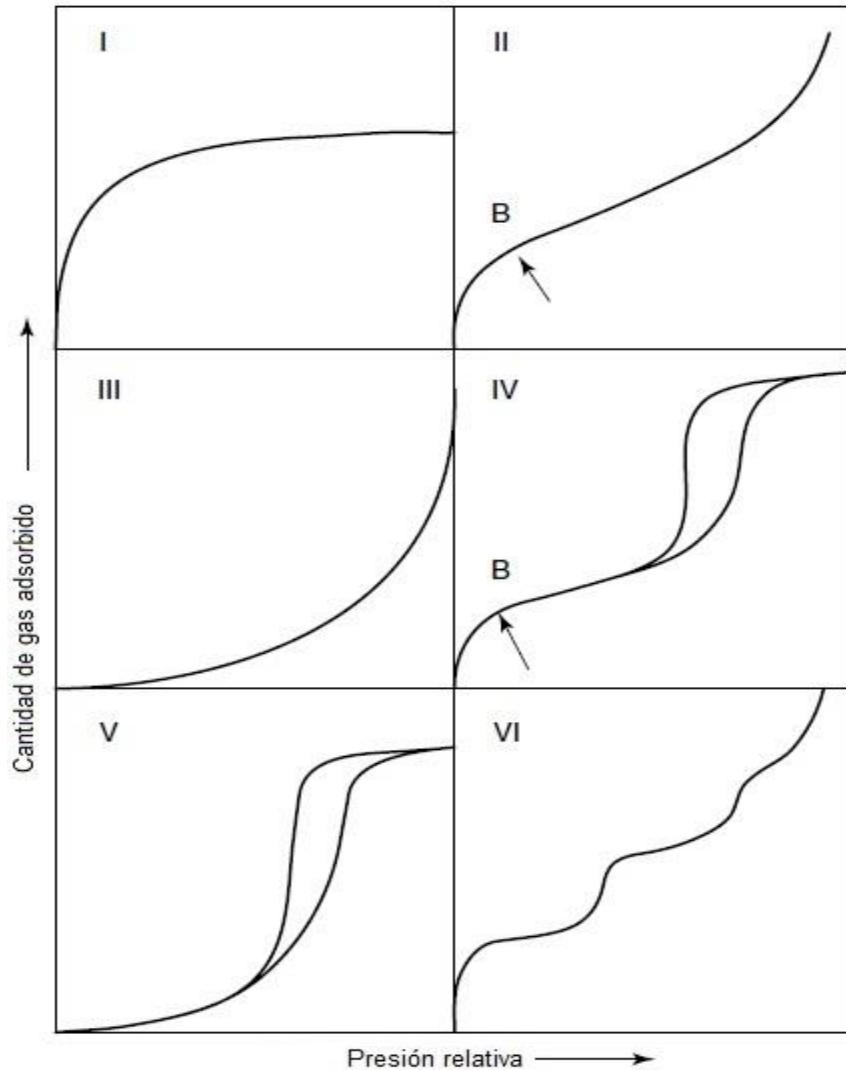 I
II
B
III
IV
B
V
VI
Cantidad de gas adsorbido
Presión relativa